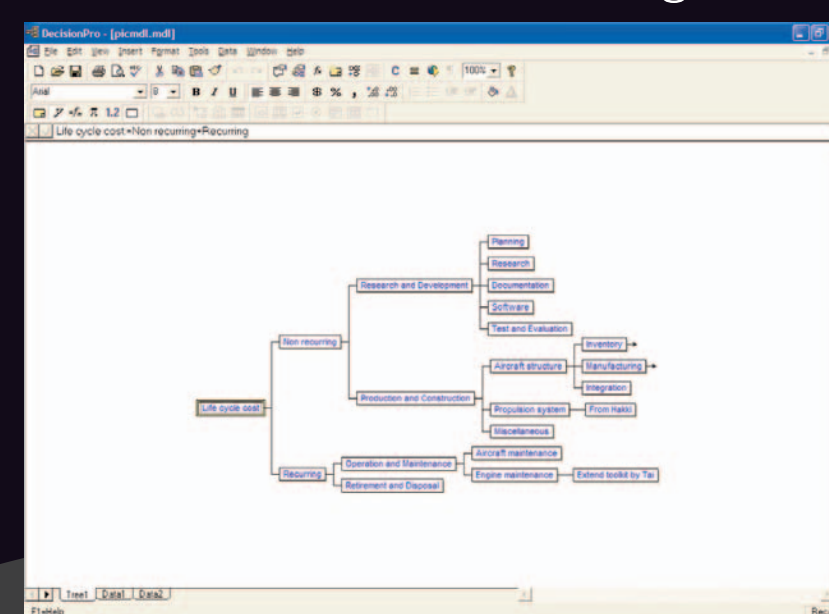 DecisionPro - [picmdl.mdl]
File Edit View Insert Format Tools Data Window Help
100%
Arial 8 B I U $ % ,
π 1.2
Life cycle cost=Non recurring+Recurring
Planning
Research
Research and Development
Documentation
Software
Test and Evaluation
Non recurring
Inventory
Aircraft structure
Manufacturing
Integration
Production and Construction
Life cycle cost
Propulsion system
From Hakki
Miscellaneous
Aircraft maintenance
Operation and Maintenance
Recurring
Engine maintenance
Extend toolkit by Tai
Retirement and Disposal
Tree1 Data1 Data2
F1=Help